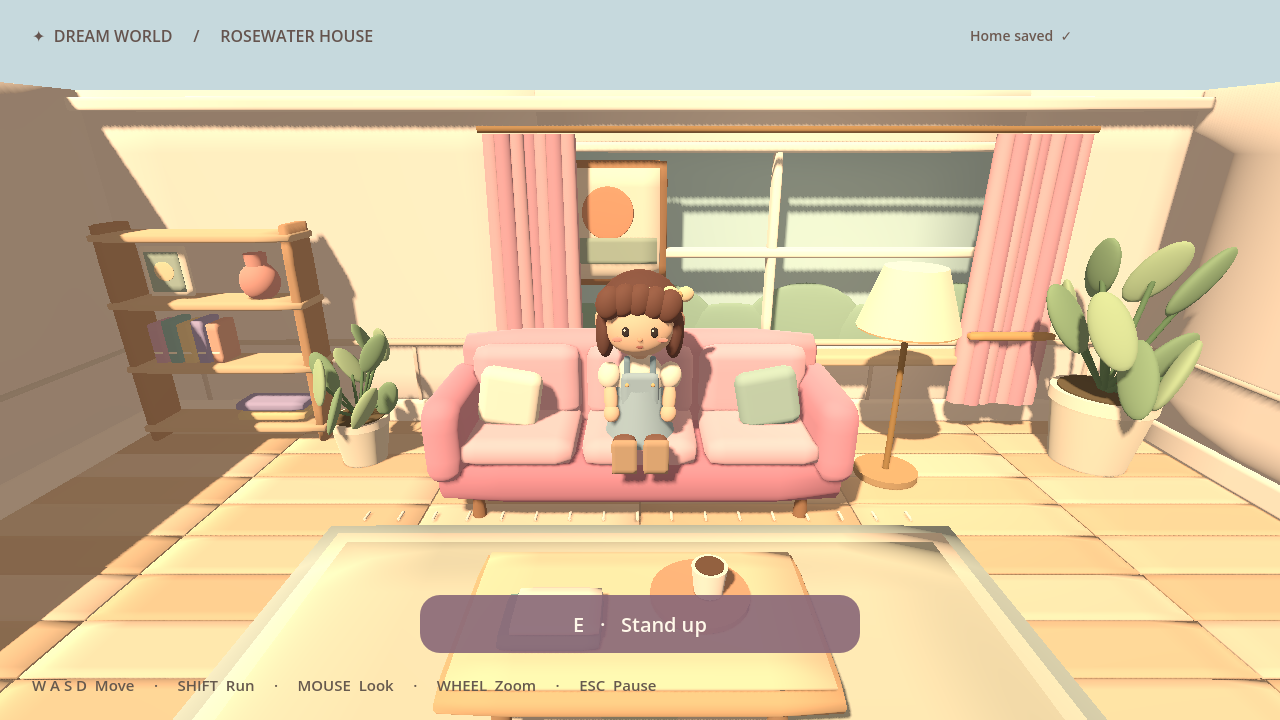 ✦ DREAM WORLD / ROSEWATER HOUSE
Home saved ✓
E · Stand up
W A S D Move · SHIFT Run · MOUSE Look · WHEEL Zoom · ESC Pause